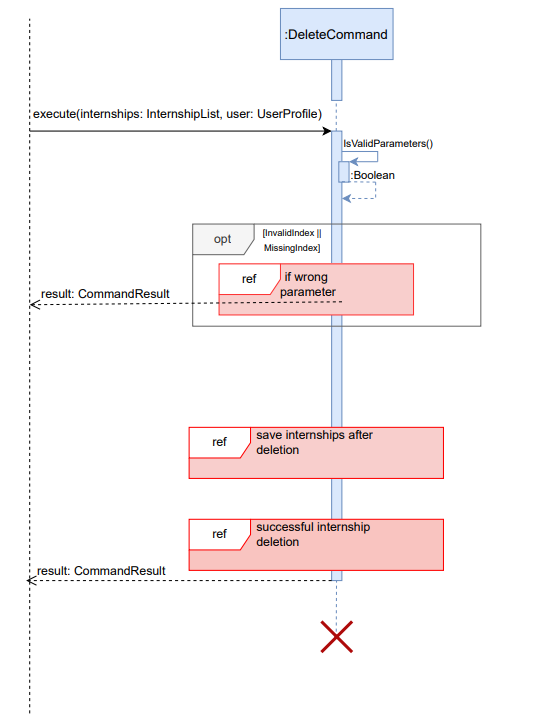 :DeleteCommand
execute(internships: InternshipList, user: UserProfile)
IsValidParameters()
:Boolean
opt
[InvalidIndex ||
MissingIndex]
ref
if wrong
parameter
result: CommandResult
ref
save internships after
deletion
ref
successful internship
deletion
result: CommandResult